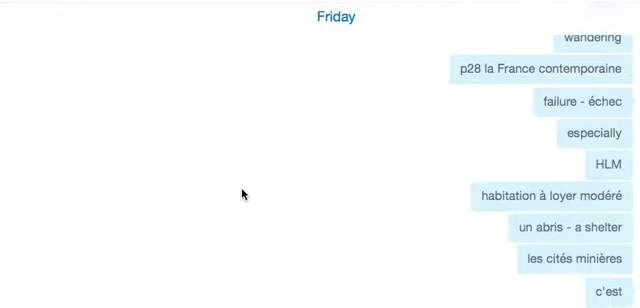 Friday
wandering
p28 la France contemporaine
failure - échec
especially
HLM
habitation à loyer modéré
un abris - a shelter
les cités minières
c'est